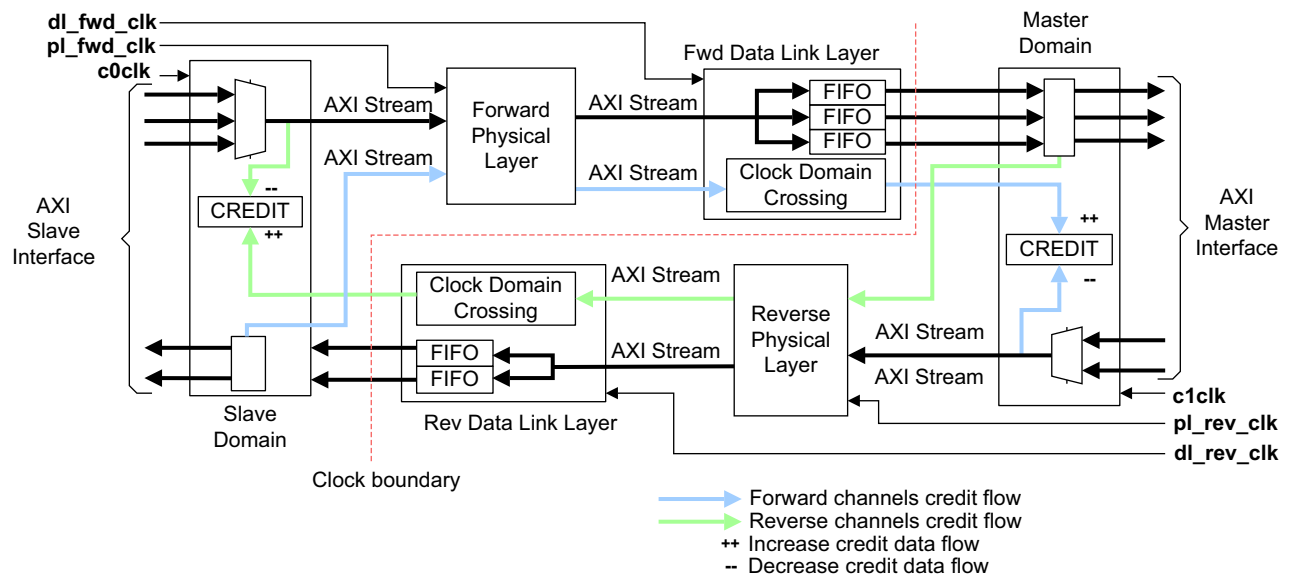 dl_fwd_clk
pl_fwd_clk
c0clk
Fwd Data Link Layer
Master
Domain
AXI Stream
Forward
Physical
Layer
AXI Stream
FIFO
FIFO
FIFO
AXI Stream
AXI Stream
Clock Domain
Crossing
--
CREDIT
++
AXI
Slave
Interface
++
CREDIT
--
AXI
Master
Interface
Clock Domain
Crossing
AXI Stream
Reverse
Physical
Layer
AXI Stream
FIFO
FIFO
AXI Stream
AXI Stream
Slave
Domain
Rev Data Link Layer
c1clk
pl_rev_clk
dl_rev_clk
Clock boundary
Forward channels credit flow
Reverse channels credit flow
++ Increase credit data flow
-- Decrease credit data flow